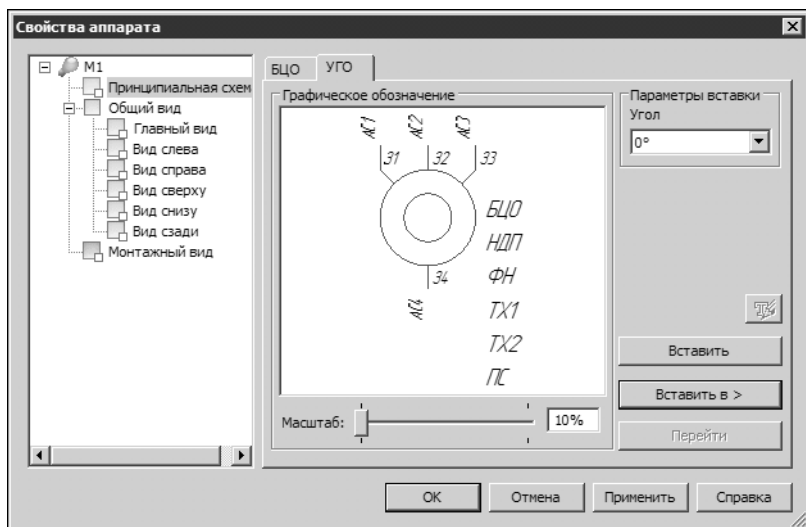 Свойства аппарата
М1
Принципиальная схем
Общий вид
Главный вид
Вид слева
Вид справа
Вид сверху
Вид снизу
Вид сзади
Монтажный вид
БЦО
УГО
Графическое обозначение
АС1
АС2
АС3
31
32
33
34
АС4
БЦО
НДП
ФН
ТХ1
ТХ2
ПС
Масштаб:
10%
Параметры вставки
Угол
0°
Вставить
Вставить в >
Перейти
ОК
Отмена
Применить
Справка